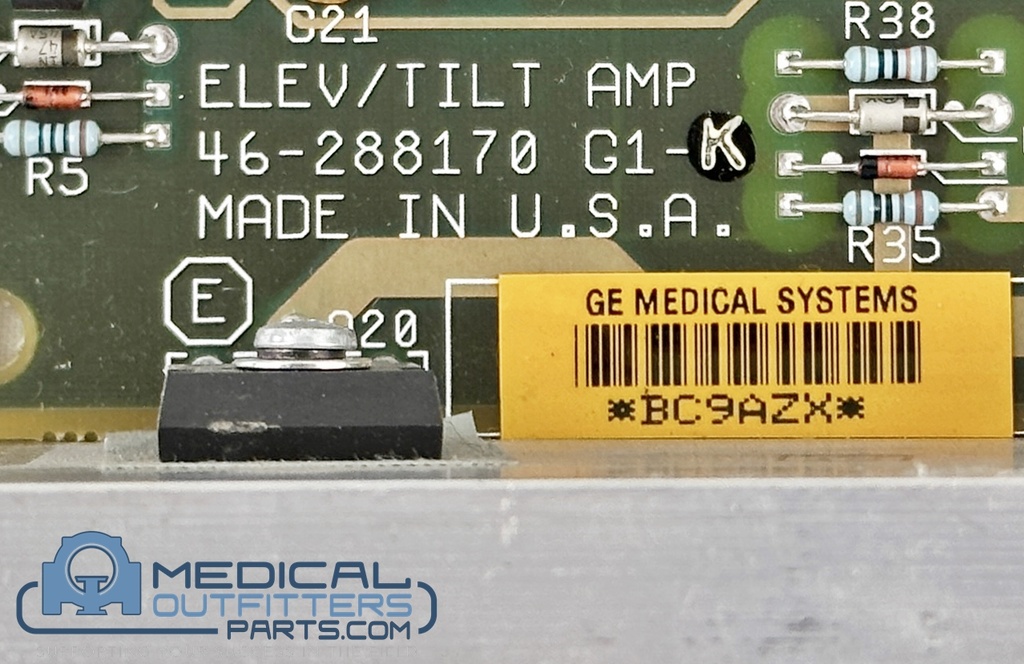 Q21
R38
ELEV/TILT AMP
46-288170 G1-K
R5
MADE IN U.S.A.
R35
E
Q20
GE MEDICAL SYSTEMS
*BC9AZX*
MEDICAL
OUTFITTERS
PARTS.COM